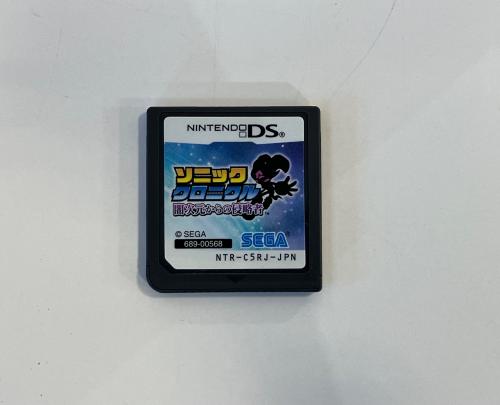 NINTENDO DS®
ソニック
クロニクル
闇次元からの侵略者
© SEGA
689-00568
SEGA
NTR-C5RJ-JPN